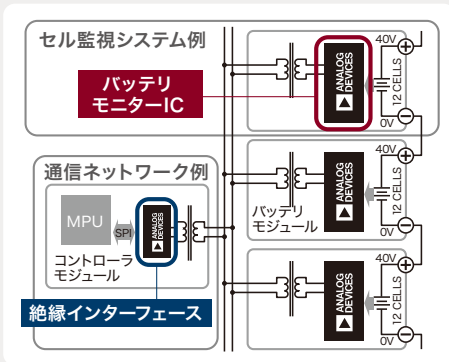 セル監視システム例
バッテリ
モニターIC
ANALOG
DEVICES
40V
12 CELLS
0V
通信ネットワーク例
MPU
SPI
ANALOG
DEVICES
コントローラ
モジュール
絶縁インターフェース
バッテリ
モジュール
ANALOG
DEVICES
40V
12 CELLS
0V
ANALOG
DEVICES
40V
12 CELLS
0V